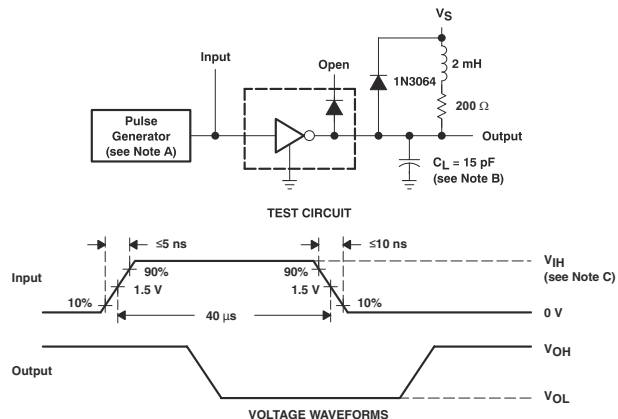 VS
Input
Open
2 mH
1N3064
200 Ω
Pulse
Generator
(see Note A)
Output
CL = 15 pF
(see Note B)
TEST CIRCUIT
≤5 ns
≤10 ns
Input
90%
90%
VIH
(see Note C)
1.5 V
1.5 V
10%
10%
40 μs
0 V
Output
VOH
VOL
VOLTAGE WAVEFORMS